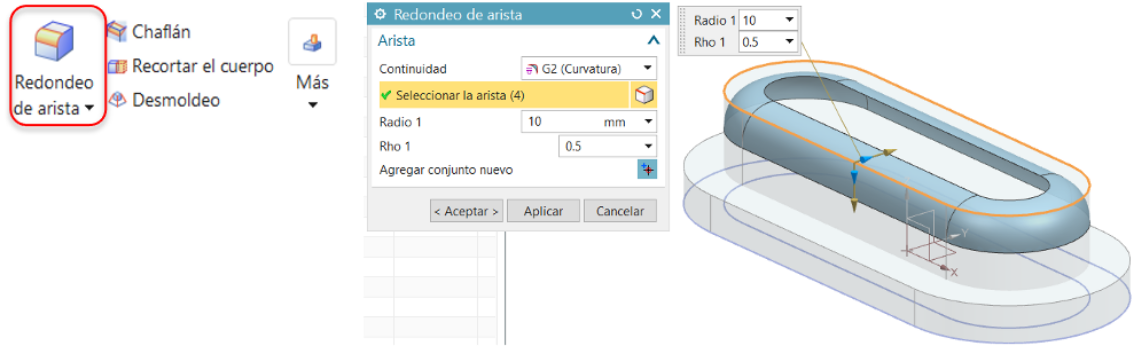 Redondeo
de arista
Chaflán
Recortar el cuerpo
Desmoldeo
Más
Redondeo de arista
Arista
Continuidad
G2 (Curvatura)
Seleccionar la arista (4)
Radio 1
10 mm
Rho 1
0.5
Agregar conjunto nuevo
< Aceptar >
Aplicar
Cancelar
Radio 1 10
Rho 1 0.5
Y
X